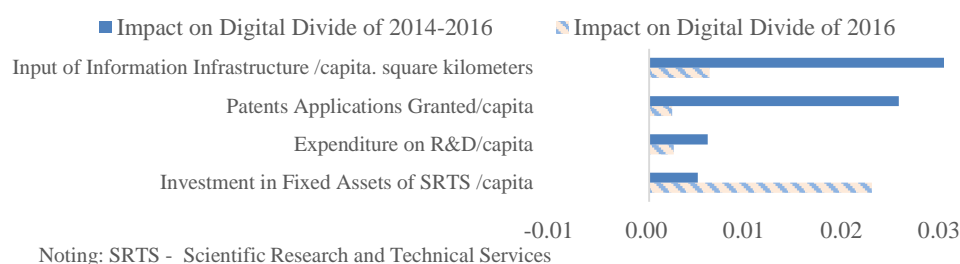 Impact on Digital Divide of 2014-2016 Impact on Digital Divide of 2016
Input of Information Infrastructure /capita. square kilometers
Patents Applications Granted/capita
Expenditure on R&D/capita
Investment in Fixed Assets of SRTS /capita
-0.01 0.00 0.01 0.02 0.03
Noting: SRTS - Scientific Research and Technical Services